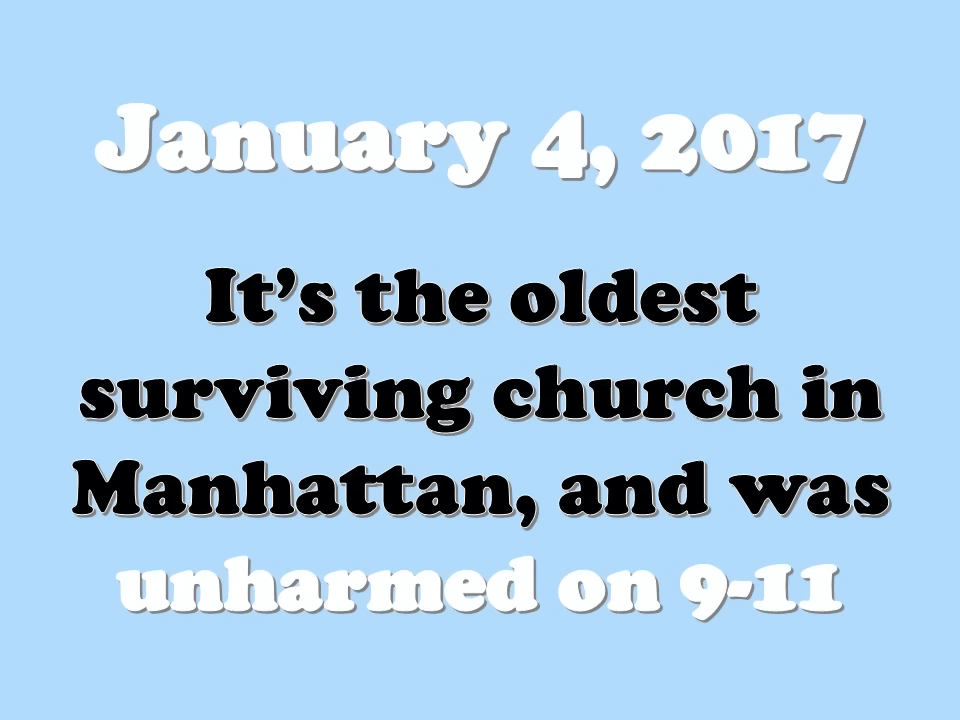 January 4, 2017
It’s the oldest
surviving church in
Manhattan, and was
unharmed on 9-11